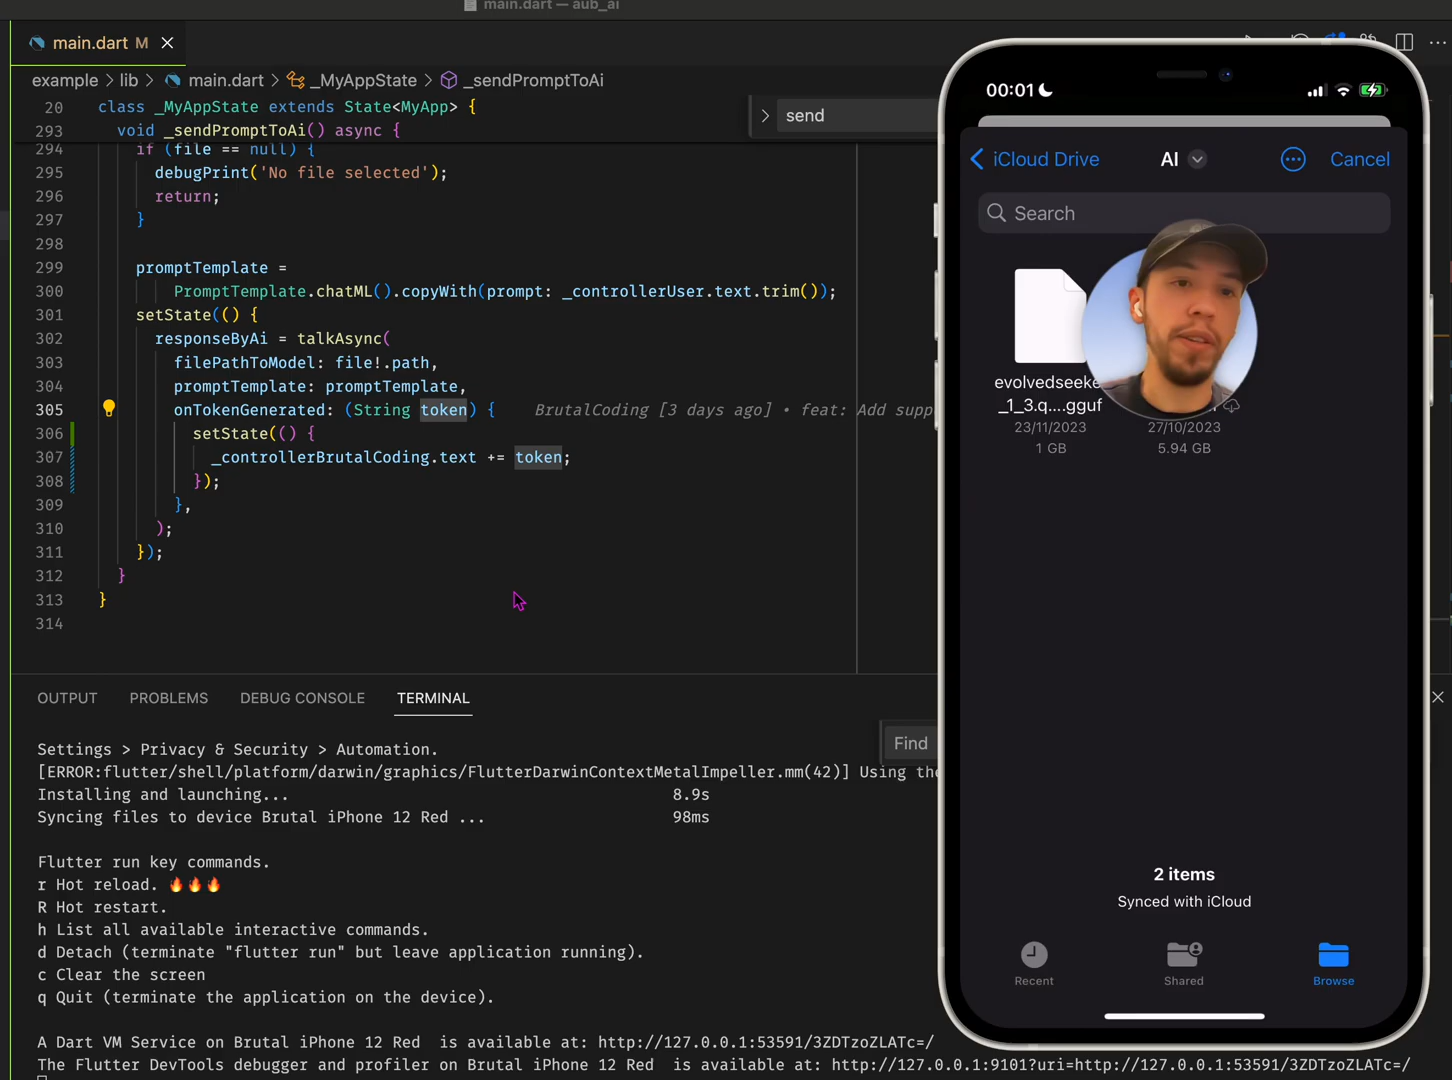 main.dart — aub_ai
main.dart M
example > lib > main.dart > _MyAppState > _sendPromptToAi
20 class _MyAppState extends State<MyApp> {
293 void _sendPromptToAi() async {
294 if (file == null) {
295 debugPrint('No file selected');
296 return;
297 }
298
299 promptTemplate =
300 PromptTemplate.chatML().copyWith(prompt: _controllerUser.text.trim());
301 setState(() {
302 responseByAi = talkAsync(
303 filePathToModel: file!.path,
304 promptTemplate: promptTemplate,
305 onTokenGenerated: (String token) { BrutalCoding [3 days ago] • feat: Add supp
306 setState(() {
307 _controllerBrutalCoding.text += token;
308 });
309 },
310 );
311 });
312 }
313 }
314
send
OUTPUT PROBLEMS DEBUG CONSOLE TERMINAL
Find
Settings > Privacy & Security > Automation.
[ERROR:flutter/shell/platform/darwin/graphics/FlutterDarwinContextMetalImpeller.mm(42)] Using the
Installing and launching... 8.9s
Syncing files to device Brutal iPhone 12 Red ... 98ms
Flutter run key commands.
r Hot reload. 🔥🔥🔥
R Hot restart.
h List all available interactive commands.
d Detach (terminate "flutter run" but leave application running).
c Clear the screen
q Quit (terminate the application on the device).
A Dart VM Service on Brutal iPhone 12 Red is available at: http://127.0.0.1:53591/3ZDTzoZLATc=/
The Flutter DevTools debugger and profiler on Brutal iPhone 12 Red is available at: http://127.0.0.1:9101?uri=http://127.0.0.1:53591/3ZDTzoZLATc=/
00:01
iCloud Drive AI Cancel
Search
evolvedseeke
_1_3.q....gguf
23/11/2023
1 GB
27/10/2023
5.94 GB
2 items
Synced with iCloud
Recent Shared Browse